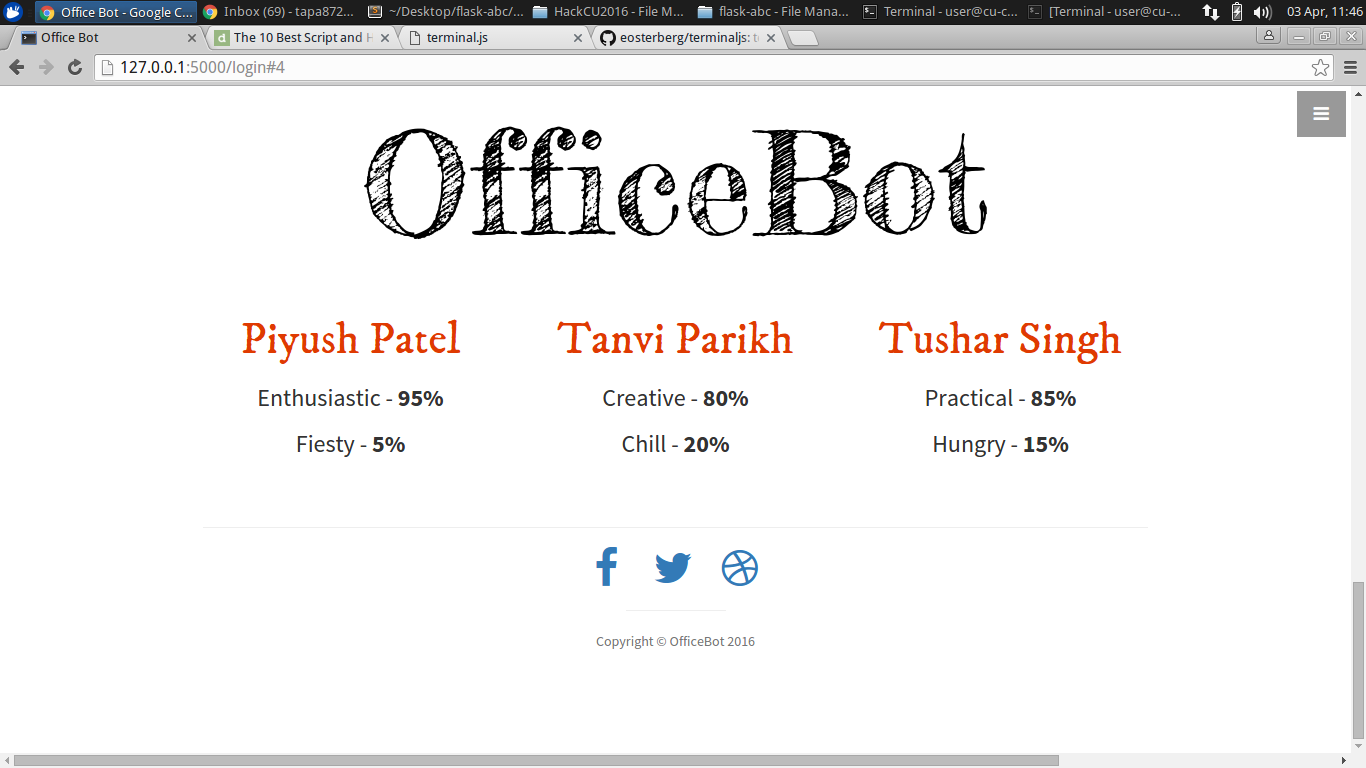 Office Bot - Google C...
Inbox (69) - tapa872...
~/Desktop/flask-abc/...
HackCU2016 - File M...
flask-abc - File Mana...
Terminal - user@cu-c...
[Terminal - user@cu-...
03 Apr, 11:46
Office Bot
The 10 Best Script and H
terminal.js
eosterberg/terminaljs: t
127.0.0.1:5000/login#4
OfficeBot
Piyush Patel
Tanvi Parikh
Tushar Singh
Enthusiastic - 95%
Creative - 80%
Practical - 85%
Fiesty - 5%
Chill - 20%
Hungry - 15%
Copyright © OfficeBot 2016